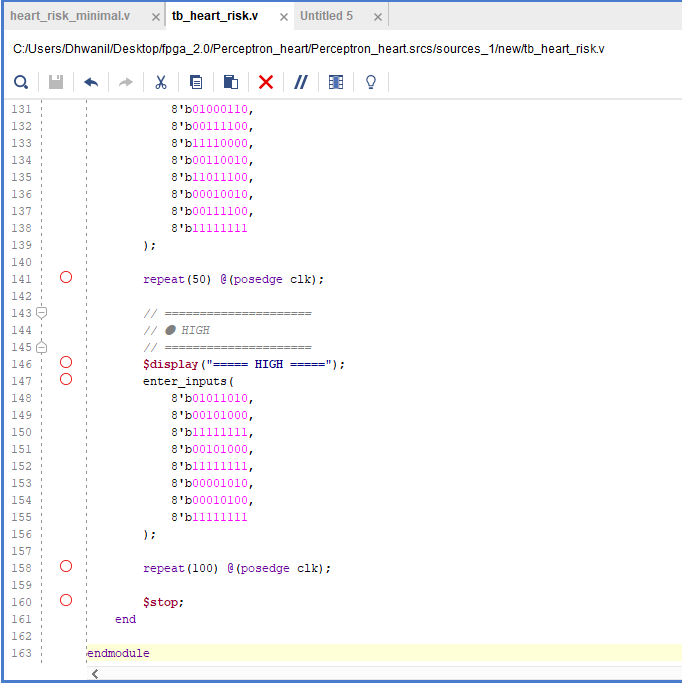 heart_risk_minimal.v × tb_heart_risk.v × Untitled 5 ×
C:/Users/Dhwanil/Desktop/fpga_2.0/Perceptron_heart/Perceptron_heart.srcs/sources_1/new/tb_heart_risk.v
131 8'b01000110,
132 8'b00111100,
133 8'b11110000,
134 8'b00110010,
135 8'b11011100,
136 8'b00010010,
137 8'b00111100,
138 8'b11111111
139 );
140
141 repeat(50) @(posedge clk);
142
143 // =====================
144 // ⚫ HIGH
145 // =====================
146 $display("===== HIGH =====");
147 enter_inputs(
148 8'b01011010,
149 8'b00101000,
150 8'b11111111,
151 8'b00101000,
152 8'b11111111,
153 8'b00001010,
154 8'b00010100,
155 8'b11111111
156 );
157
158 repeat(100) @(posedge clk);
159
160 $stop;
161 end
162
163 endmodule